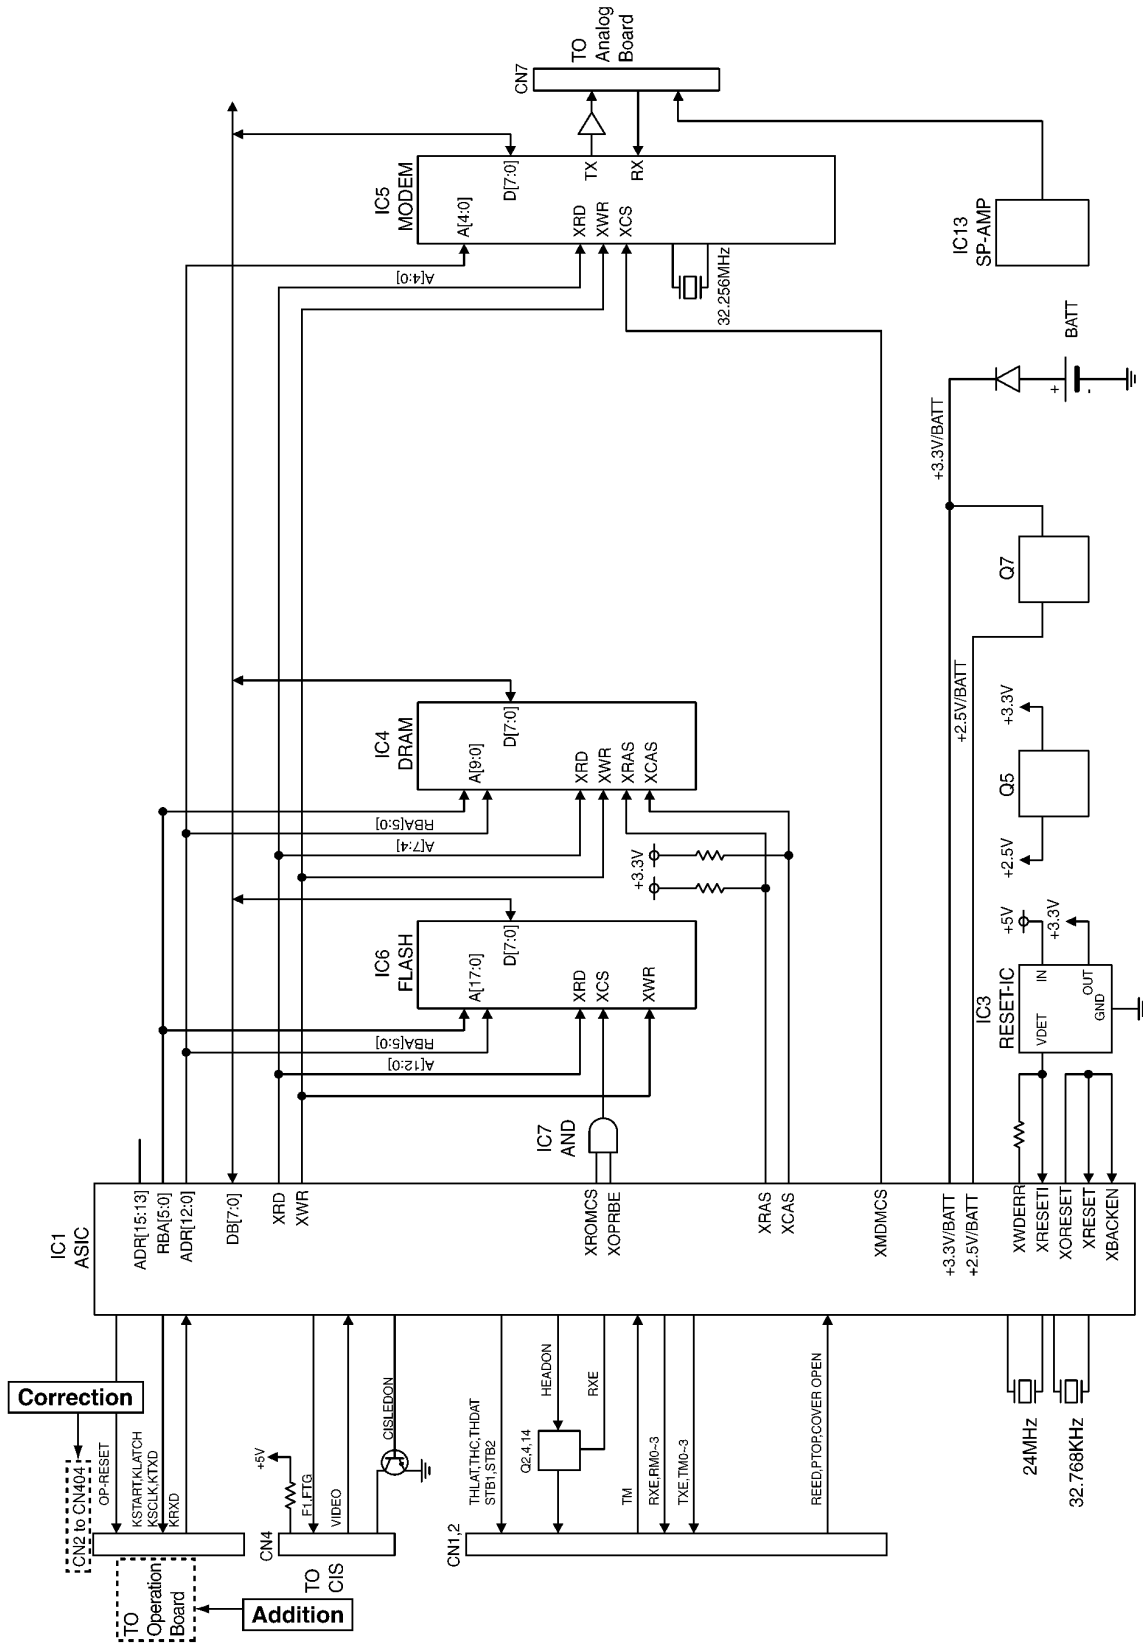 CN7
TO
Analog
Board
IC5
MODEM
A[4:0]
D[7:0]
XRD
XWR
XCS
TX
RX
A[4:0]
32.256MHz
IC13
SP-AMP
BATT
+
-
+3.3V/BATT
Q7
+2.5V/BATT
IC4
DRAM
A[9:0]
D[7:0]
XRD
XWR
XRAS
XCAS
RBA[5:0]
A[7:4]
+3.3V
Q5
+3.3V
+2.5V
IC6
FLASH
A[17:0]
D[7:0]
XRD
XCS
XWR
RBA[5:0]
A[12:0]
IC3
RESET-IC
+5V
+3.3V
IN
OUT
VDET
GND
IC7
AND
IC1
ASIC
ADR[15:13]
RBA[5:0]
ADR[12:0]
DB[7:0]
XRD
XWR
XROMCS
XOPRBE
XRAS
XCAS
XMDMCS
+3.3V/BATT
+2.5V/BATT
XWDERR
XRESETI
XORESET
XRESET
XBACKEN
Correction
CN2 to CN404
OP-RESET
KSTART,KLATCH
KSCLK,KTXD
KRXD
TO
Operation
Board
Addition
+5V
F1,FTG
VIDEO
CISLEDON
CN4
TO
CIS
THLAT,THC,THDAT
STB1,STB2
HEADON
Q2,4,14
RXE
TM
RXE,RM0~3
TXE,TM0~3
REED,PTOP,COVER OPEN
CN1,2
24MHz
32.768KHz